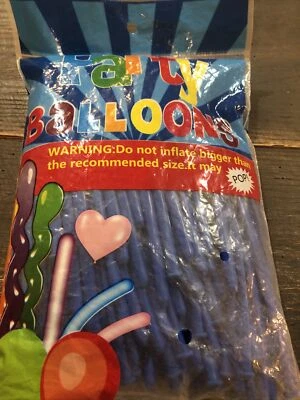 Party
BALLOONS
WARNING:Do not inflate bigger than
the recommended size.It may
POP!